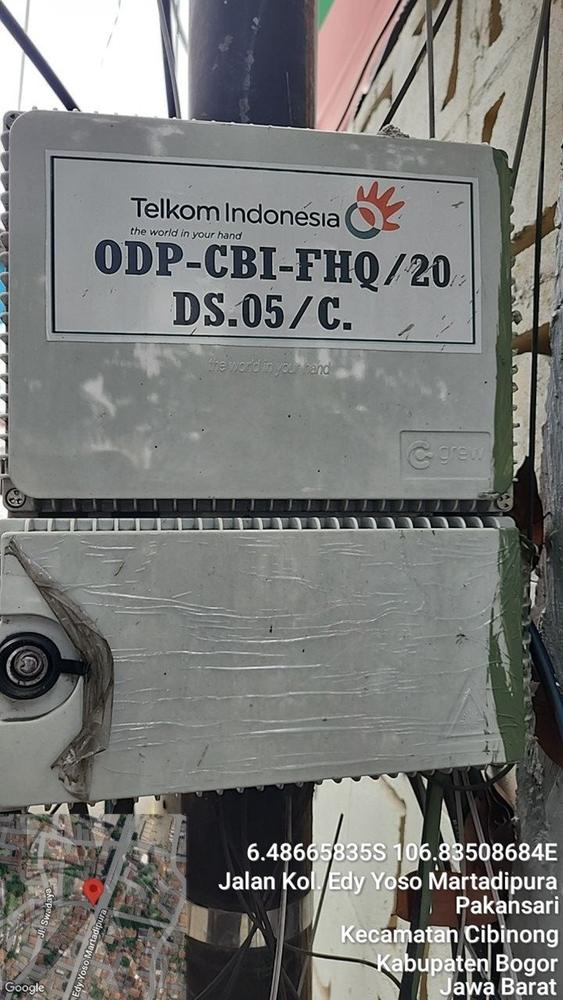 Telkom Indonesia
the world in your hand
ODP-CBI-FHQ/20
DS.05/C.
the world in your hand
grew
6.48665835S 106.83508684E
Jalan Kol. Edy Yoso Martadipura
Pakansari
Kecamatan Cibinong
Kabupaten Bogor
Jawa Barat
Jl. Swadaya
Edy Yoso Martadipura
Google